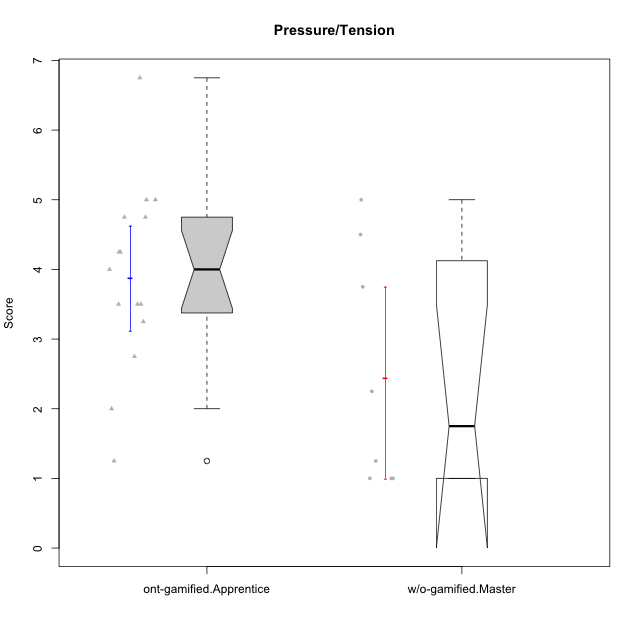 Pressure/Tension
7
6
5
4
3
2
1
0
Score
ont-gamified.Apprentice
w/o-gamified.Master